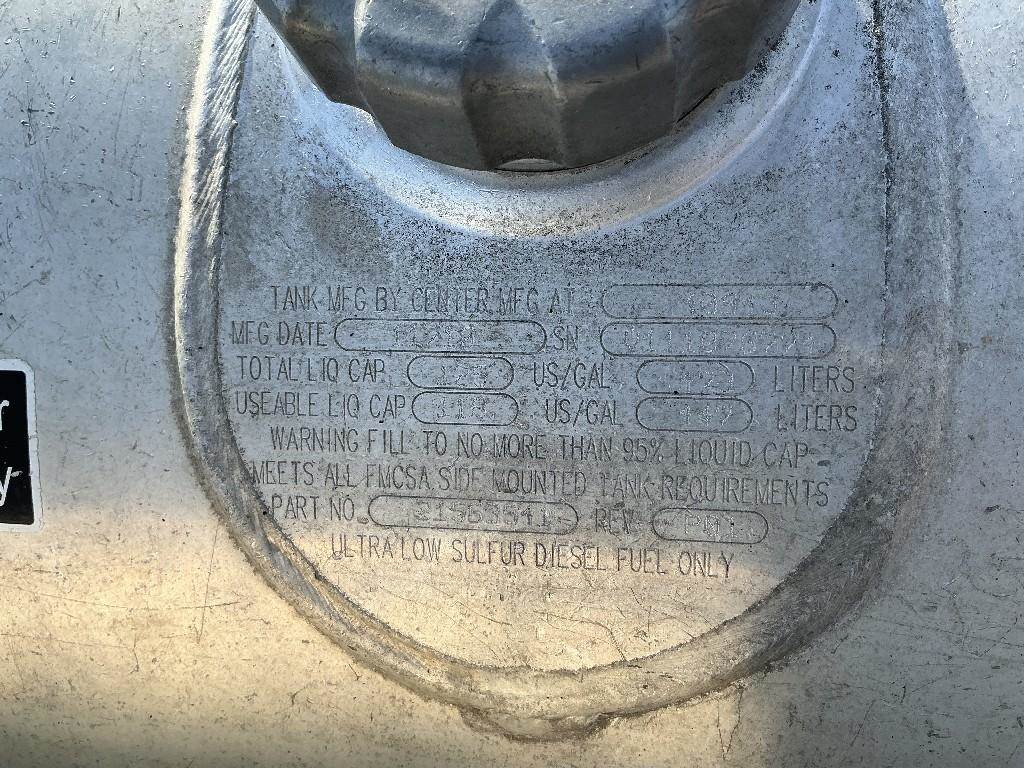 TANK MFG BY CENTER MFG AT
MFG DATE SN
TOTAL LIQ CAP US/GAL LITERS
USEABLE LIQ CAP US/GAL LITERS
WARNING FILL TO NO MORE THAN 95% LIQUID CAP
MEETS ALL FMCSA SIDE MOUNTED TANK REQUIREMENTS
PART NO. REV
ULTRA LOW SULFUR DIESEL FUEL ONLY
r
y